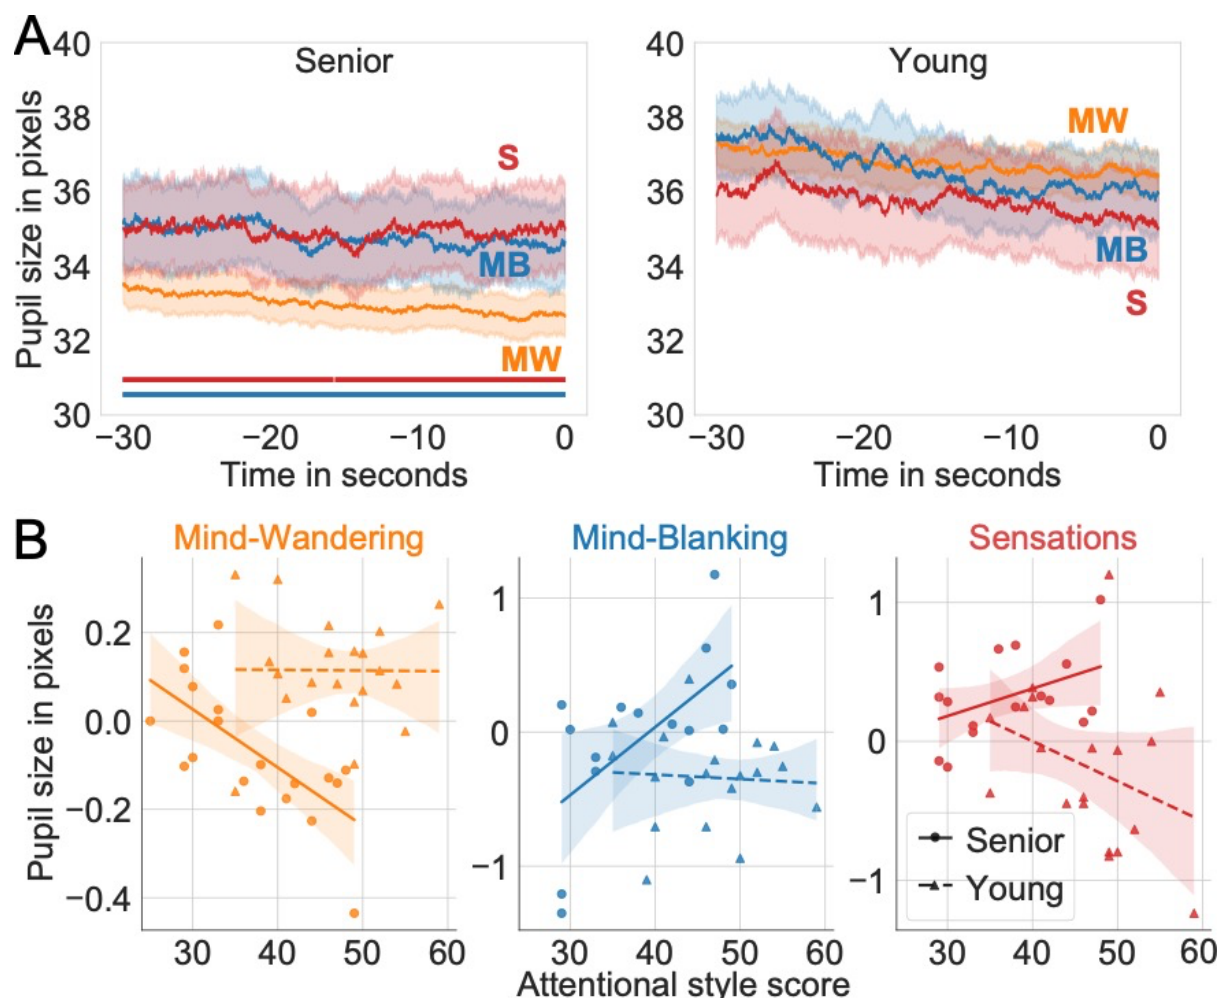 A
Senior
Young
Pupil size in pixels
40
38
36
34
32
30
S
MB
MW
−30
−20
−10
0
Time in seconds
40
38
36
34
32
30
MW
MB
S
−30
−20
−10
0
Time in seconds
B
Mind-Wandering
Mind-Blanking
Sensations
Pupil size in pixels
0.2
0.0
−0.2
−0.4
30
40
50
60
1
0
−1
30
40
50
60
Attentional style score
1
0
−1
Senior
Young
30
40
50
60